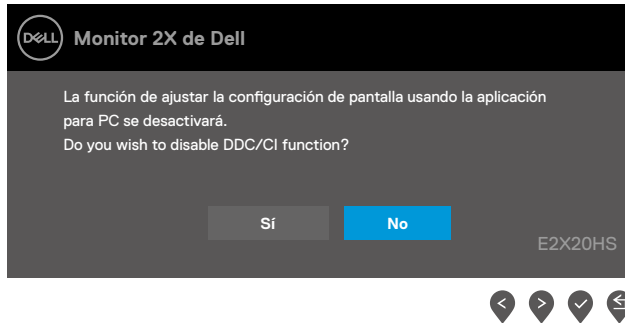 DELL Monitor 2X de Dell
La función de ajustar la configuración de pantalla usando la aplicación
para PC se desactivará.
Do you wish to disable DDC/CI function?
Sí No
E2X20HS